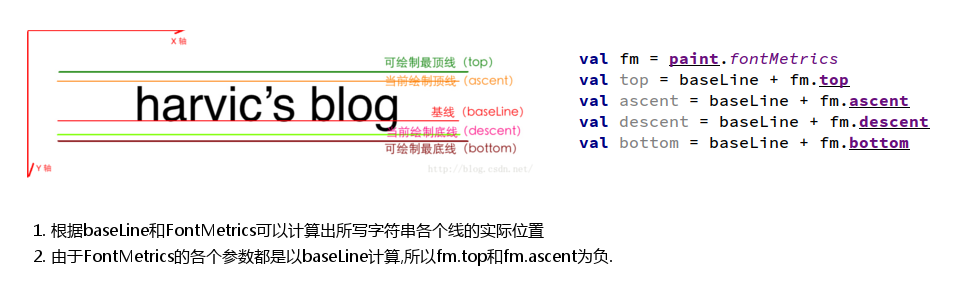 X 轴
可绘制最顶线（top）
当前绘制顶线（ascent）
harvic's blog
基线（baseLine）
当前绘制底线（descent）
可绘制最底线（bottom）
Y 轴
http://blog.csdn.net/
val fm = paint.fontMetrics
val top = baseLine + fm.top
val ascent = baseLine + fm.ascent
val descent = baseLine + fm.descent
val bottom = baseLine + fm.bottom
1. 根据baseLine和FontMetrics可以计算出所写字符串各个线的实际位置
2. 由于FontMetrics的各个参数都是以baseLine计算,所以fm.top和fm.ascent为负.